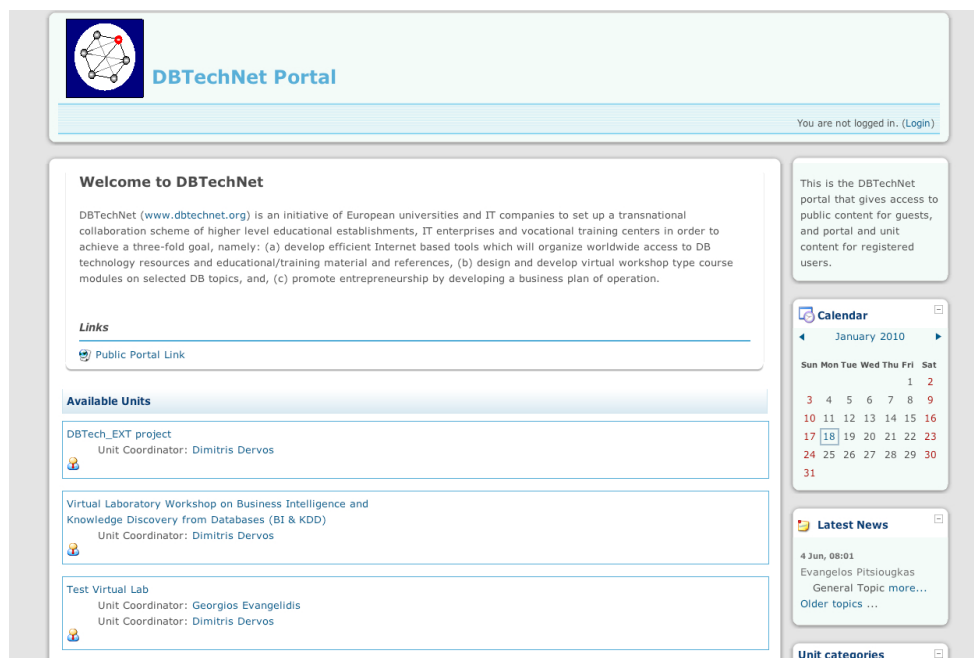 DBTechNet Portal
You are not logged in. (Login)
Welcome to DBTechNet
DBTechNet (www.dbtechnet.org) is an initiative of European universities and IT companies to set up a transnational
collaboration scheme of higher level educational establishments, IT enterprises and vocational training centers in order to
achieve a three-fold goal, namely: (a) develop efficient Internet based tools which will organize worldwide access to DB
technology resources and educational/training material and references, (b) design and develop virtual workshop type course
modules on selected DB topics, and, (c) promote entrepreneurship by developing a business plan of operation.
Links
Public Portal Link
Available Units
DBTech_EXT project
Unit Coordinator: Dimitris Dervos
Virtual Laboratory Workshop on Business Intelligence and
Knowledge Discovery from Databases (BI & KDD)
Unit Coordinator: Dimitris Dervos
Test Virtual Lab
Unit Coordinator: Georgios Evangelidis
Unit Coordinator: Dimitris Dervos
This is the DBTechNet
portal that gives access to
public content for guests,
and portal and unit
content for registered
users.
Calendar
January 2010
Sun Mon Tue Wed Thu Fri Sat
1 2
3 4 5 6 7 8 9
10 11 12 13 14 15 16
17 18 19 20 21 22 23
24 25 26 27 28 29 30
31
Latest News
4 Jun, 08:01
Evangelos Pitsiougkas
General Topic more...
Older topics ...
Unit categories